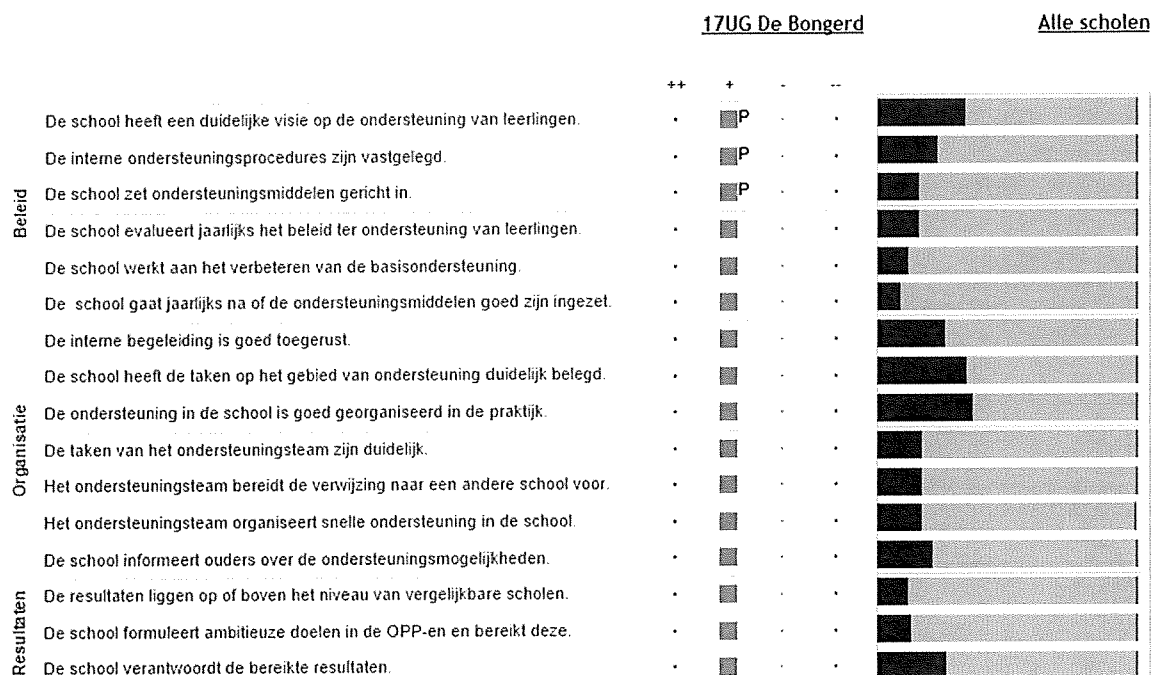 17UG De Bongerd Alle scholen
++ + - --
De school heeft een duidelijke visie op de ondersteuning van leerlingen. P
De interne ondersteuningsprocedures zijn vastgelegd. P
De school zet ondersteuningsmiddelen gericht in. P
Beleid
De school evalueert jaarlijks het beleid ter ondersteuning van leerlingen.
De school werkt aan het verbeteren van de basisondersteuning.
De school gaat jaarlijks na of de ondersteuningsmiddelen goed zijn ingezet.
De interne begeleiding is goed toegerust.
De school heeft de taken op het gebied van ondersteuning duidelijk belegd.
De ondersteuning in de school is goed georganiseerd in de praktijk.
Organisatie
De taken van het ondersteuningsteam zijn duidelijk.
Het ondersteuningsteam bereidt de verwijzing naar een andere school voor.
Het ondersteuningsteam organiseert snelle ondersteuning in de school.
De school informeert ouders over de ondersteuningsmogelijkheden.
De resultaten liggen op of boven het niveau van vergelijkbare scholen.
Resultaten
De school formuleert ambitieuze doelen in de OPP-en en bereikt deze.
De school verantwoordt de bereikte resultaten.